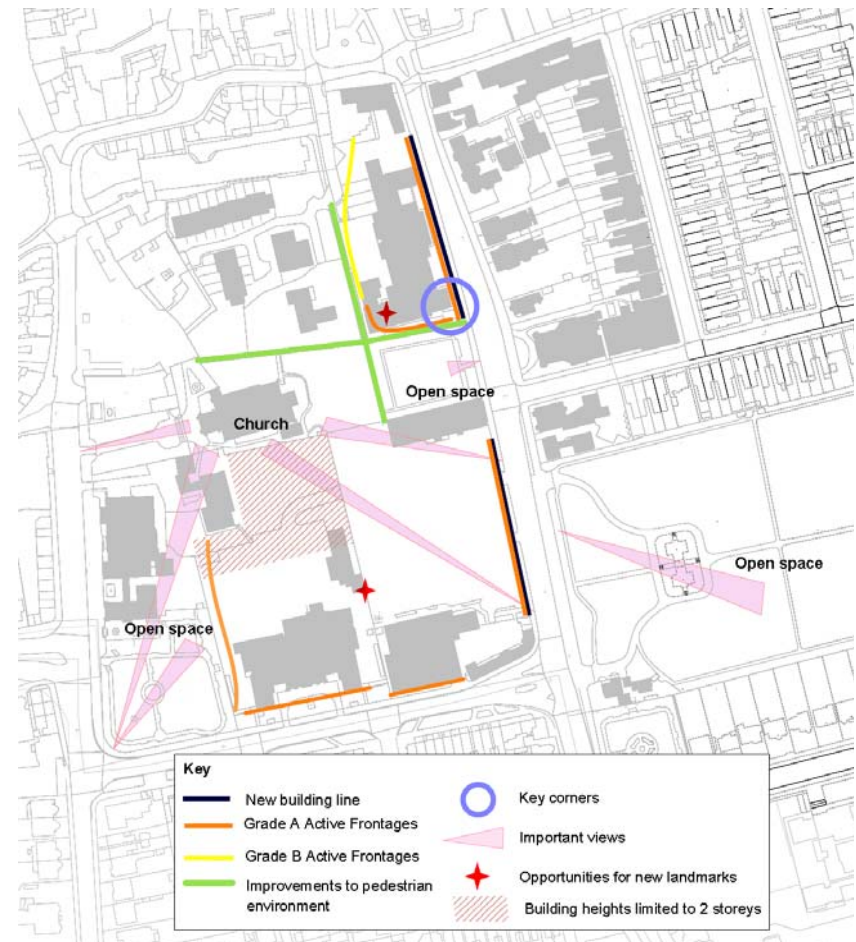 Open space
Church
Open space
Open space
Key
New building line
Grade A Active Frontages
Grade B Active Frontages
Improvements to pedestrian
environment
Key corners
Important views
Opportunities for new landmarks
Building heights limited to 2 storeys